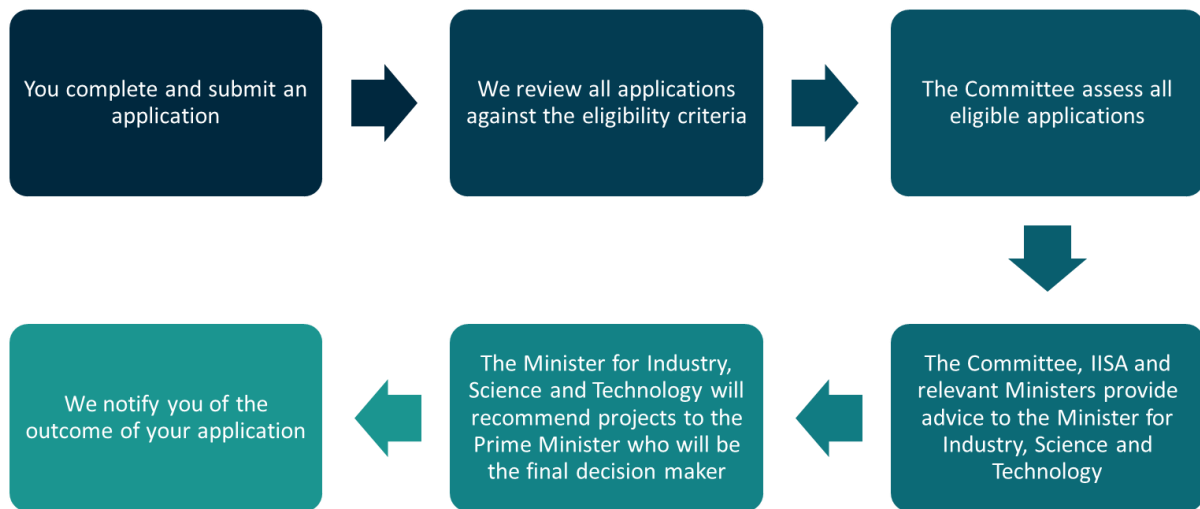 You complete and submit an
application
We review all applications
against the eligibility criteria
The Committee assess all
eligible applications
The Committee, IISA and
relevant Ministers provide
advice to the Minister for
Industry, Science and
Technology
The Minister for Industry,
Science and Technology will
recommend projects to the
Prime Minister who will be
the final decision maker
We notify you of the
outcome of your application